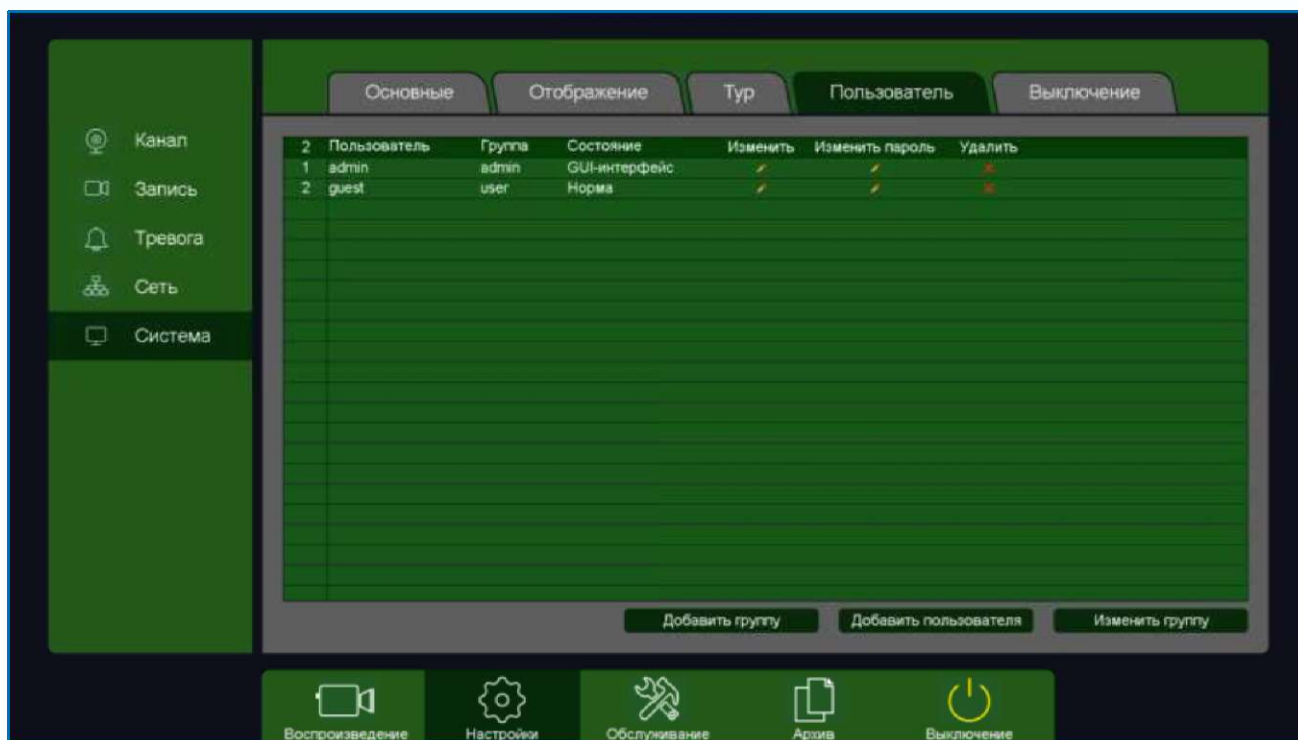 Основные Отображение Тур Пользователь Выключение
Канал
Запись
Тревога
Сеть
Система
2 Пользователь Группа Состояние Изменить Изменить пароль Удалить
1 admin admin GUI-интерфейс
2 guest user Норма
Добавить группу Добавить пользователя Изменить группу
Воспроизведение Настройки Обслуживание Архив Выключение